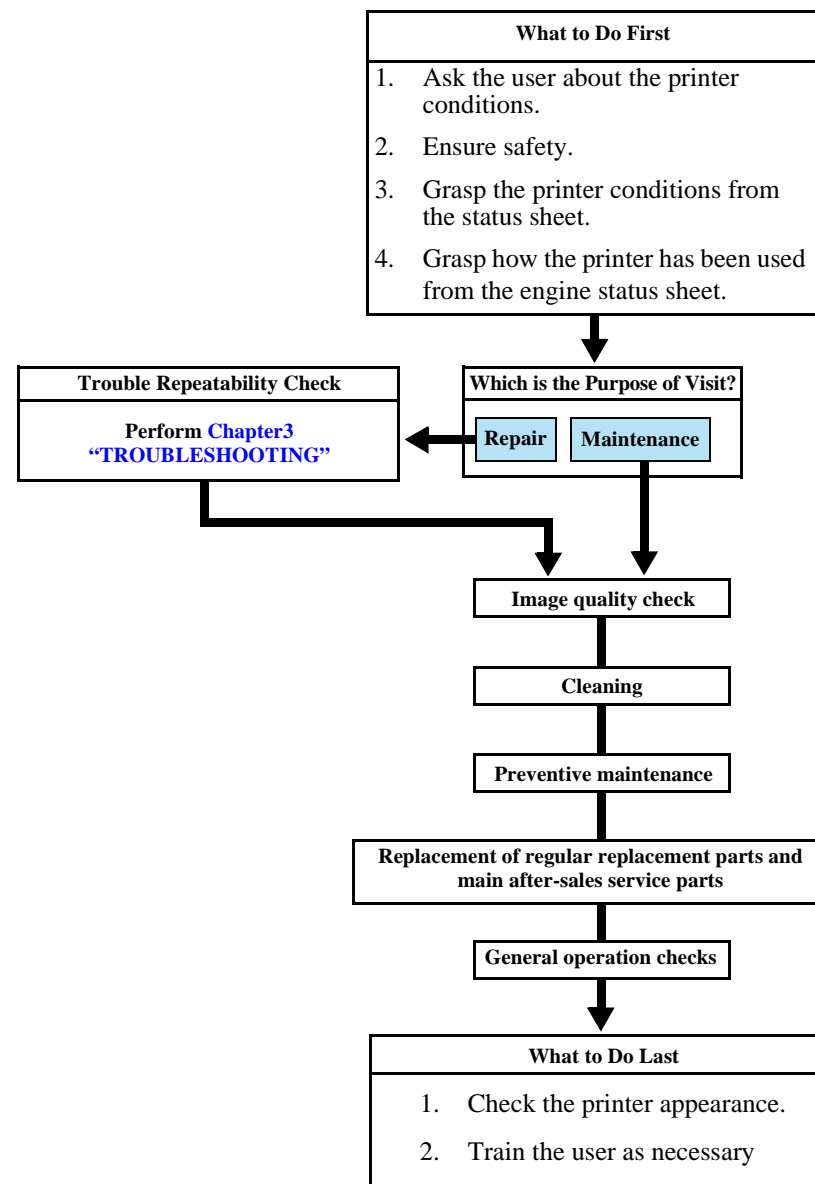 What to Do First
1. Ask the user about the printer
conditions.
2. Ensure safety.
3. Grasp the printer conditions from
the status sheet.
4. Grasp how the printer has been used
from the engine status sheet.
Which is the Purpose of Visit?
Repair
Maintenance
Trouble Repeatability Check
Perform Chapter3
“TROUBLESHOOTING”
Image quality check
Cleaning
Preventive maintenance
Replacement of regular replacement parts and
main after-sales service parts
General operation checks
What to Do Last
1. Check the printer appearance.
2. Train the user as necessary